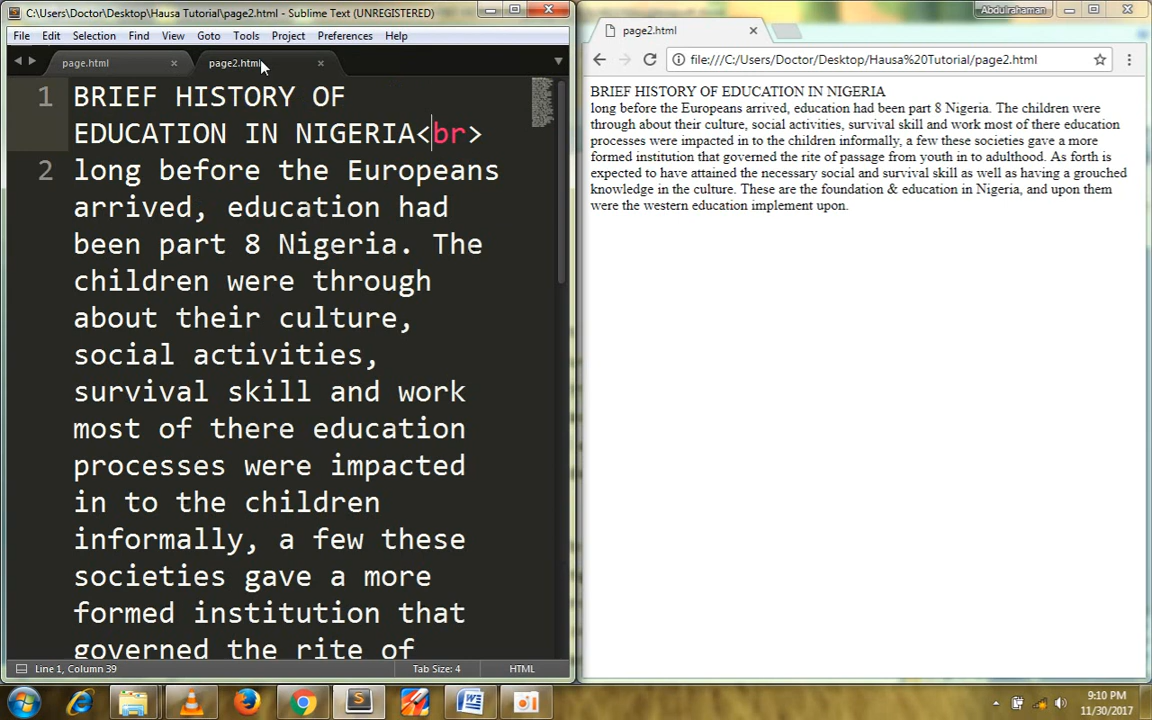 C:\Users\Doctor\Desktop\Hausa Tutorial\page2.html - Sublime Text (UNREGISTERED)
File Edit Selection Find View Goto Tools Project Preferences Help
page.html × page2.html ×
1 BRIEF HISTORY OF
EDUCATION IN NIGERIA<br>
2 long before the Europeans
arrived, education had
been part 8 Nigeria. The
children were through
about their culture,
social activities,
survival skill and work
most of there education
processes were impacted
in to the children
informally, a few these
societies gave a more
formed institution that
governed the rite of
Line 1, Column 39 Tab Size: 4 HTML
Abdulrahaman
page2.html ×
file:///C:/Users/Doctor/Desktop/Hausa%20Tutorial/page2.html
BRIEF HISTORY OF EDUCATION IN NIGERIA
long before the Europeans arrived, education had been part 8 Nigeria. The children were
through about their culture, social activities, survival skill and work most of there education
processes were impacted in to the children informally, a few these societies gave a more
formed institution that governed the rite of passage from youth in to adulthood. As forth is
expected to have attained the necessary social and survival skill as well as having a grouched
knowledge in the culture. These are the foundation & education in Nigeria, and upon them
were the western education implement upon.
9:10 PM
11/30/2017